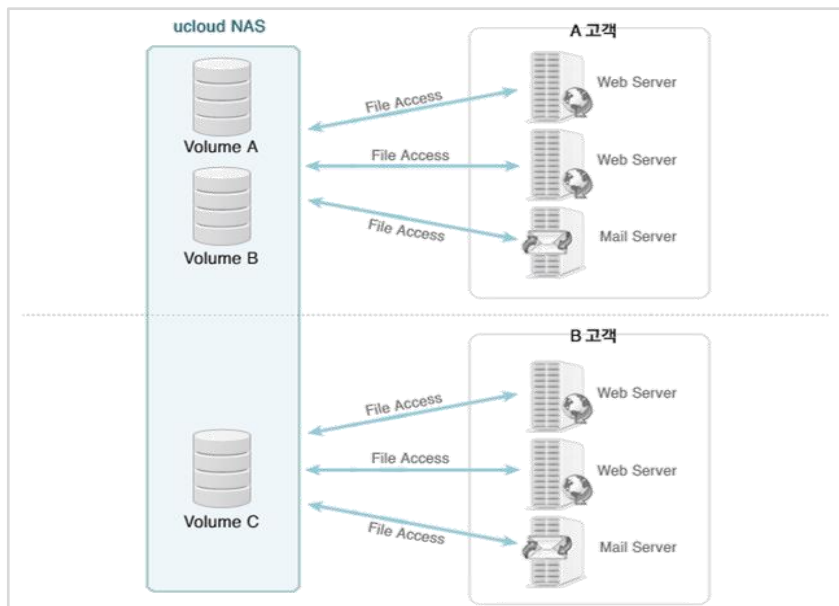 ucloud NAS
A 고객
Volume A
Volume B
File Access
Web Server
File Access
Web Server
File Access
Mail Server
B 고객
Volume C
File Access
Web Server
File Access
Web Server
File Access
Mail Server